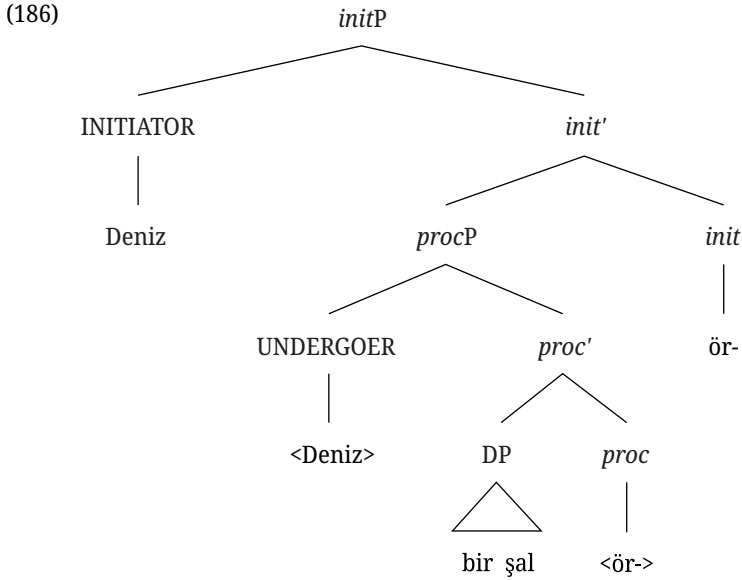 (186)
initP
INITIATOR init'
Deniz procP init
UNDERGOER proc' ör-
<Deniz> DP proc
bir şal <ör->